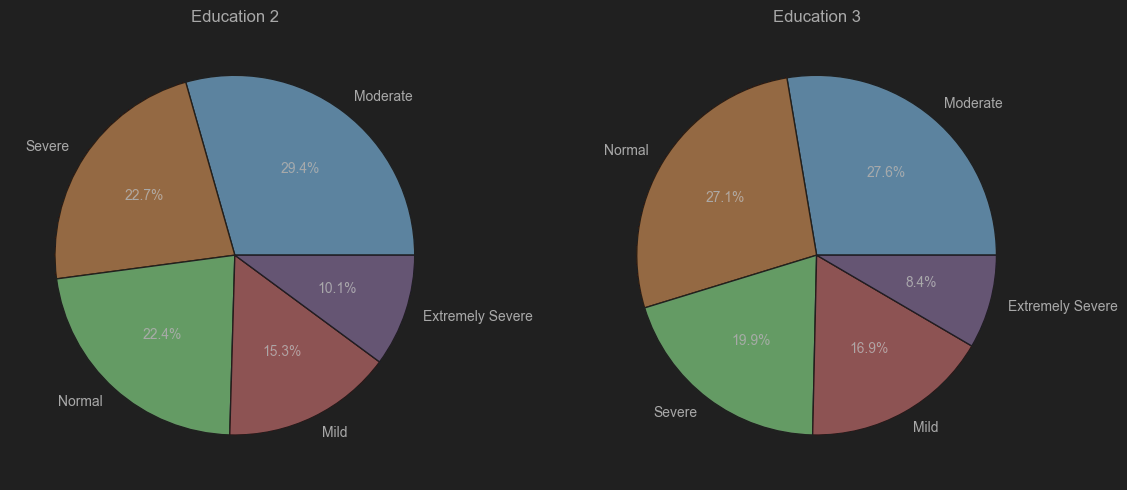 Education 2
Moderate
Severe
29.4%
22.7%
10.1%
Extremely Severe
22.4%
15.3%
Normal
Mild
Education 3
Moderate
Normal
27.6%
27.1%
8.4%
Extremely Severe
19.9%
16.9%
Severe
Mild